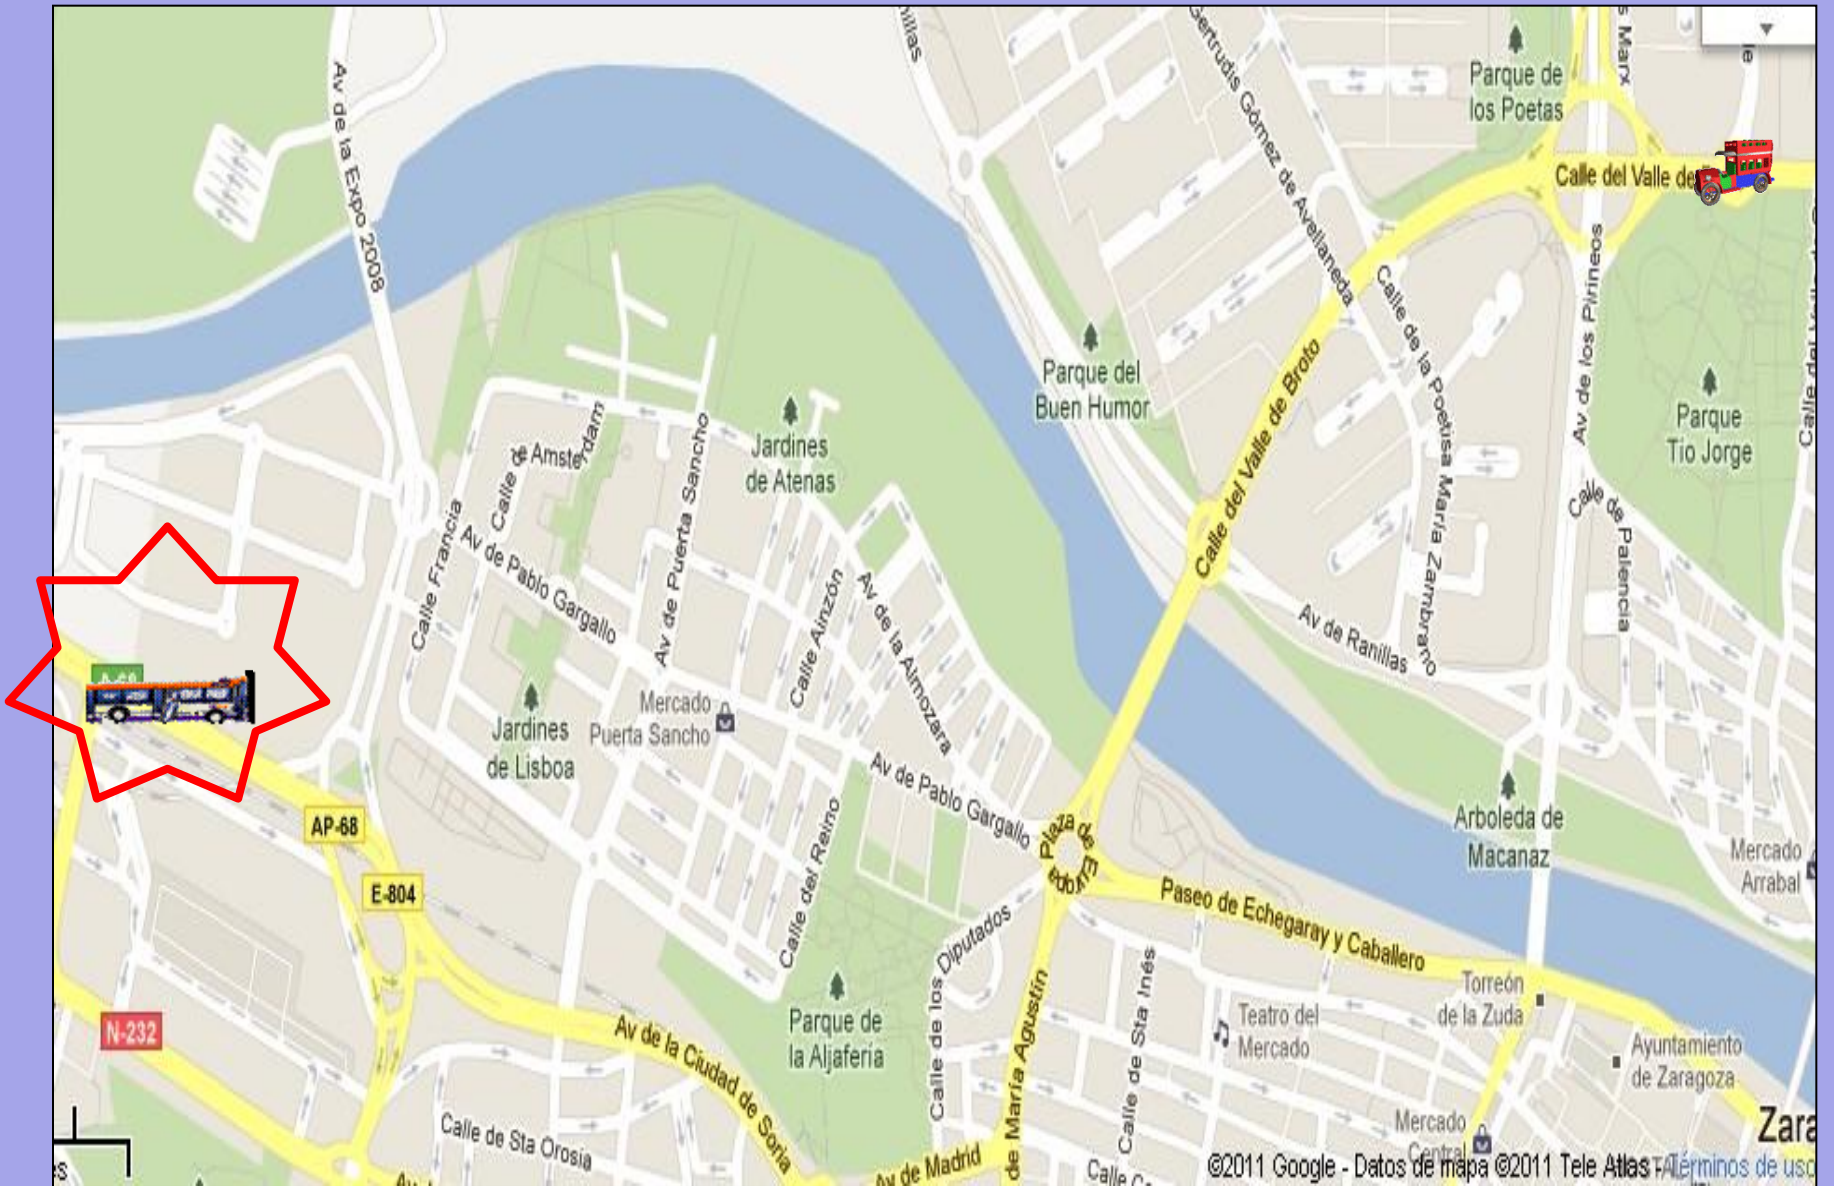 Av de la Expo 2008
Gertrudis Gómez de Avellaneda
Parque de
los Poetas
Marx
Calle del Valle de
Av de los Pirineos
Calle de la Poetisa María Zambrano
Parque del
Buen Humor
Calle del Valle de Broto
Parque
Tío Jorge
Jardines
de Atenas
Calle de Amsterdam
Av de Puerta Sancho
Calle Francia
Av de Pablo Gargallo
Calle Ainzón
Av de la Almozara
Calle de
Palencia
Av de Ranillas
A-68
Mercado
Puerta Sancho
Jardines
de Lisboa
Av de Pablo Gargallo
Plaza de
Europa
Arboleda de
Macanaz
Mercado
Arrabal
AP-68
E-804
Calle del Reino
Calle de los Diputados
Paseo de Echegaray y Caballero
Calle de Sta Inés
Torreón
de la Zuda
Teatro del
Mercado
Ayuntamiento
de Zaragoza
N-232
Av de la Ciudad de Soria
Parque de
la Aljafería
de María Agustín
Calle de Sta Orosia
Av de Madrid
Mercado
Central
Zara
©2011 Google - Datos de mapa ©2011 Tele Atlas - Términos de uso